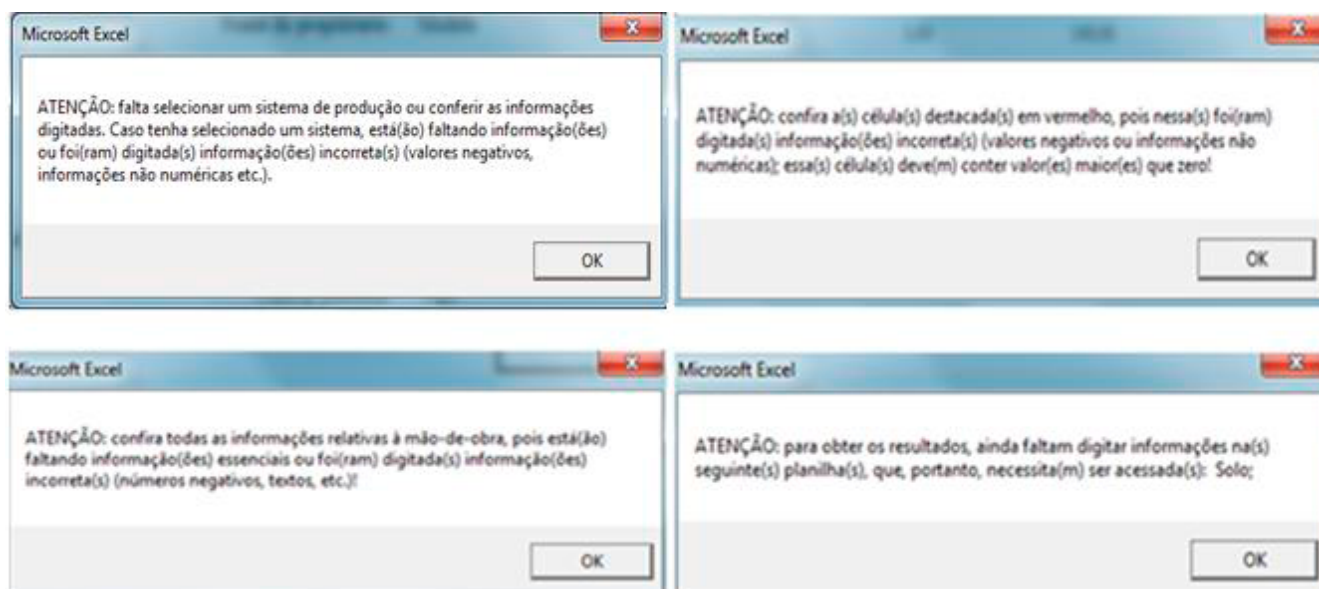 Microsoft Excel
ATENÇÃO: falta selecionar um sistema de produção ou conferir as informações
digitadas. Caso tenha selecionado um sistema, está(ão) faltando informação(ões)
ou foi(ram) digitada(s) informação(ões) incorreta(s) (valores negativos,
informações não numéricas etc.).
OK
Microsoft Excel
ATENÇÃO: confira a(s) célula(s) destacada(s) em vermelho, pois nessa(s) foi(ram)
digitada(s) informação(ões) incorreta(s) (valores negativos ou informações não
numéricas); essa(s) célula(s) deve(m) conter valor(es) maior(es) que zero!
OK
Microsoft Excel
ATENÇÃO: confira todas as informações relativas à mão-de-obra, pois está(ão)
faltando informação(ões) essenciais ou foi(ram) digitada(s) informação(ões)
incorreta(s) (números negativos, textos, etc.)!
OK
Microsoft Excel
ATENÇÃO: para obter os resultados, ainda faltam digitar informações na(s)
seguinte(s) planilha(s), que, portanto, necessita(m) ser acessada(s):  Solo;
OK